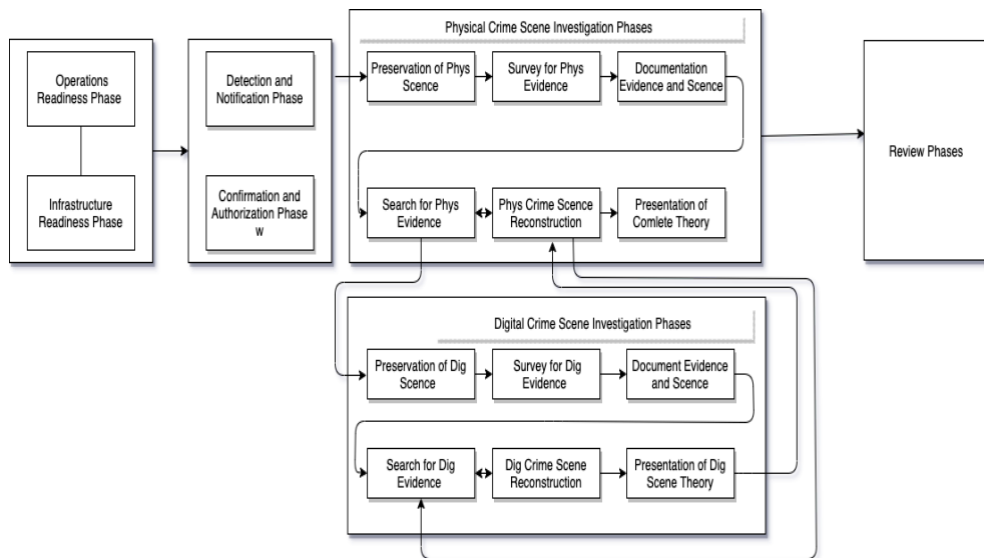 Physical Crime Scene Investigation Phases
Operations
Readiness Phase
Infrastructure
Readiness Phase
Detection and
Notification Phase
Confirmation and
Authorization Phase
w
Preservation of Phys
Scence
Survey for Phys
Evidence
Documentation
Evidence and Scence
Search for Phys
Evidence
Phys Crime Scence
Reconstruction
Presentation of
Comlete Theory
Review Phases
Digital Crime Scene Investigation Phases
Preservation of Dig
Scence
Survey for Dig
Evidence
Document Evidence
and Scence
Search for Dig
Evidence
Dig Crime Scene
Reconstruction
Presentation of Dig
Scene Theory